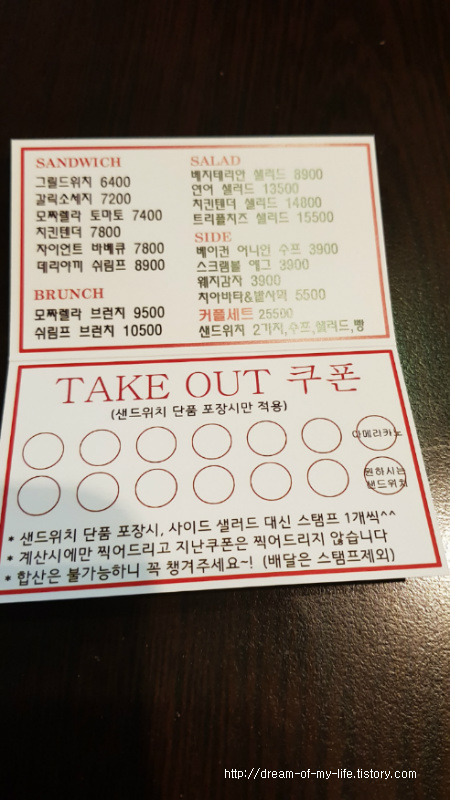 SANDWICH
그릴드위치 6400
갈릭소세지 7200
모짜렐라 토마토 7400
치킨텐더 7800
자이언트 바베큐 7800
데리야끼 쉬림프 8900
BRUNCH
모짜렐라 브런치 9500
쉬림프 브런치 10500
SALAD
베지테리안 샐러드 8900
연어 샐러드 13500
치킨텐더 샐러드 14800
트리플치즈 샐러드 15500
SIDE
베이컨 어니언 수프 3900
스크램블 에그 3900
웨지감자 3900
치아바타& 5500
커플세트 25500
샌드위치 2가지,수프,샐러드,빵
TAKE OUT 쿠폰
(샌드위치 단품 포장시만 적용)
아메리카노
원하시는
샌드위치
* 샌드위치 단품 포장시, 사이드 샐러드 대신 스탬프 1개씩^^
* 계산시에만 찍어드리고 지난쿠폰은 찍어드리지 않습니다
* 합산은 불가능하니 꼭 챙겨주세요~! (배달은 스탬프제외)
http://dream-of-my-life.tistory.com